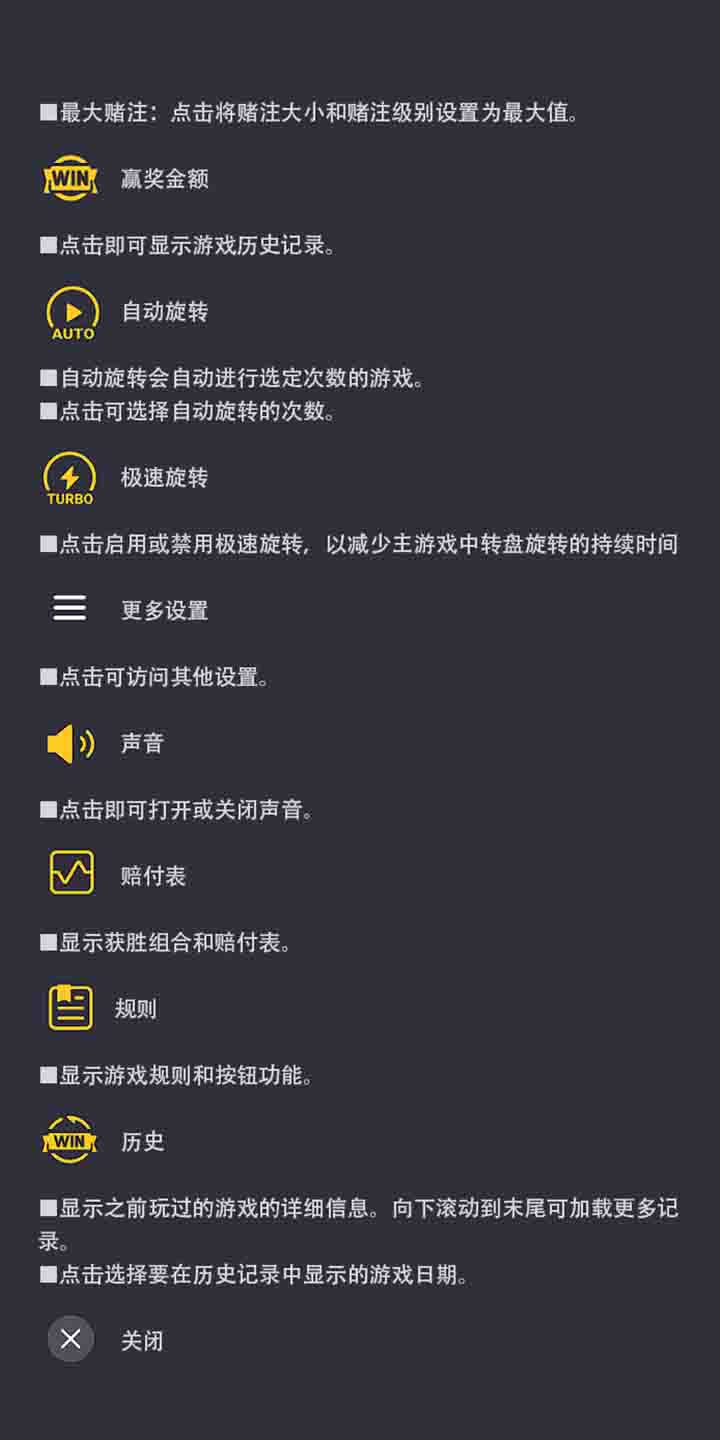 ■最大赌注：点击将赌注大小和赌注级别设置为最大值。
WIN 赢奖金额
■点击即可显示游戏历史记录。
AUTO 自动旋转
■自动旋转会自动进行选定次数的游戏。
■点击可选择自动旋转的次数。
TURBO 极速旋转
■点击启用或禁用极速旋转，以减少主游戏中转盘旋转的持续时间
更多设置
■点击可访问其他设置。
声音
■点击即可打开或关闭声音。
赔付表
■显示获胜组合和赔付表。
规则
■显示游戏规则和按钮功能。
WIN 历史
■显示之前玩过的游戏的详细信息。向下滚动到末尾可加载更多记
录。
■点击选择要在历史记录中显示的游戏日期。
关闭